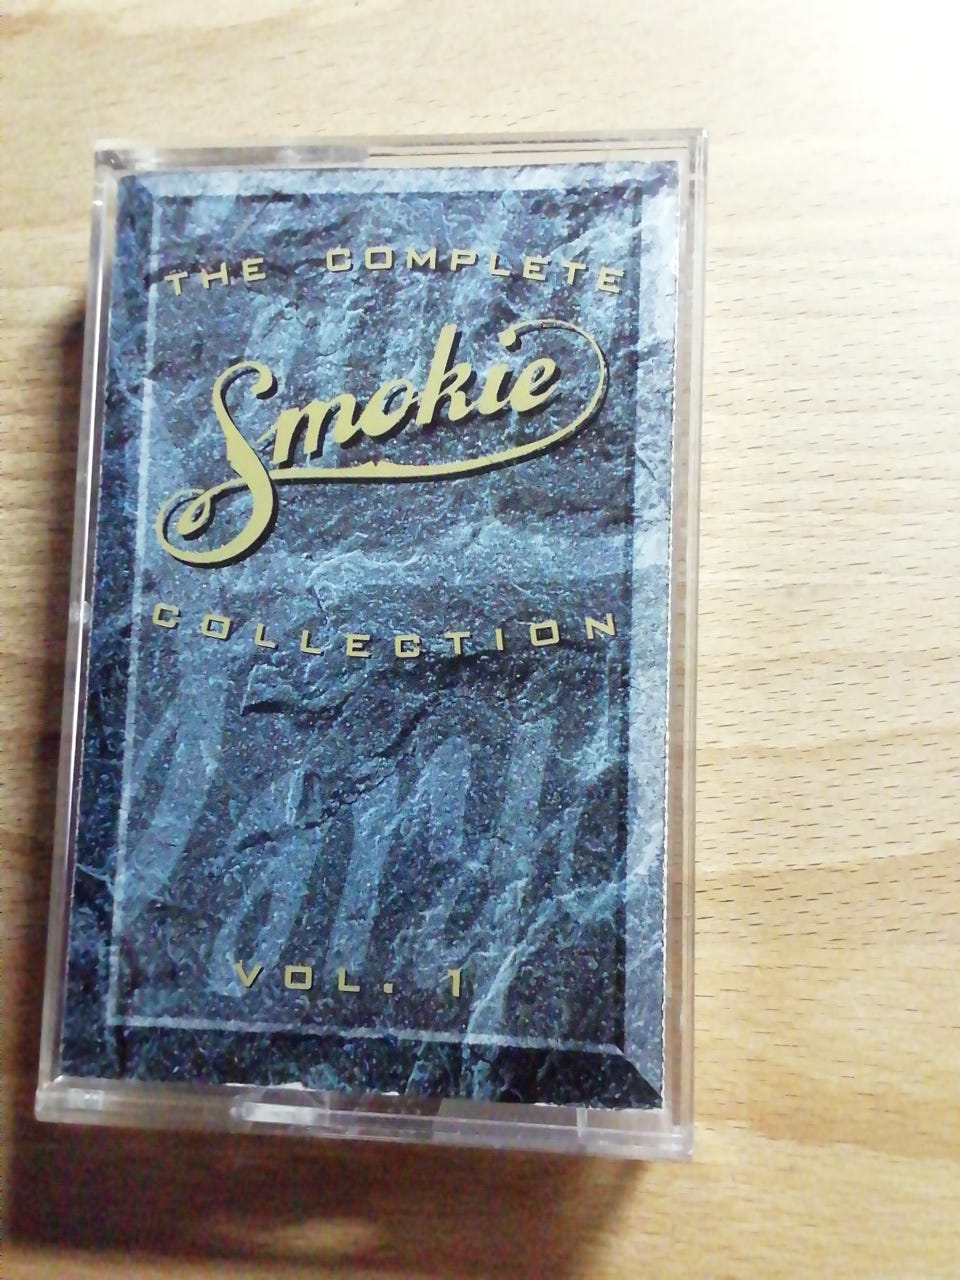 THE COMPLETE
Smokie
COLLECTION
VOL. 1